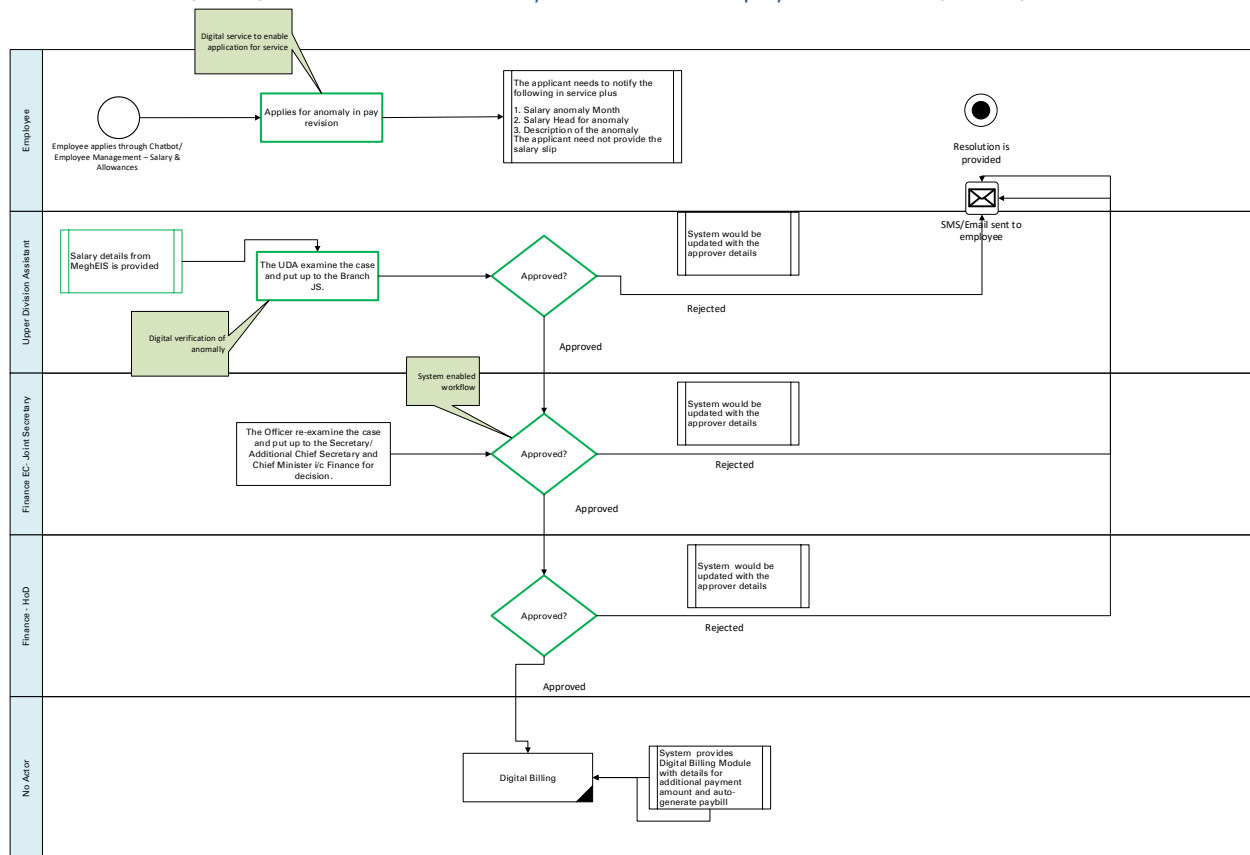 Digital service to enable
application for service
Employee
Applies for anomaly in pay
revision
The applicant needs to notify the
following in service plus
1. Salary anomaly Month
2. Salary Head for anomaly
3. Description of the anomaly
The applicant need not provide the
salary slip
Employee applies through Chatbot/
Employee Management – Salary &
Allowances
Resolution is
provided
SMS/Email sent to
employee
Upper Division Assistant
Salary details from
MeghEIS is provided
The UDA examine the case
and put up to the Branch
JS.
Approved?
System would be
updated with the
approver details
Rejected
Digital verification of
anomally
Approved
Finance EC- Joint Secretary
System enabled
workflow
The Officer re-examine the case
and put up to the Secretary/
Additional Chief Secretary and
Chief Minister i/c Finance for
decision.
Approved?
System would be
updated with the
approver details
Rejected
Approved
Finance - HoD
Approved?
System would be
updated with the
approver details
Rejected
Approved
No Actor
Digital Billing
System provides
Digital Billing Module
with details for
additional payment
amount and auto-
generate paybill